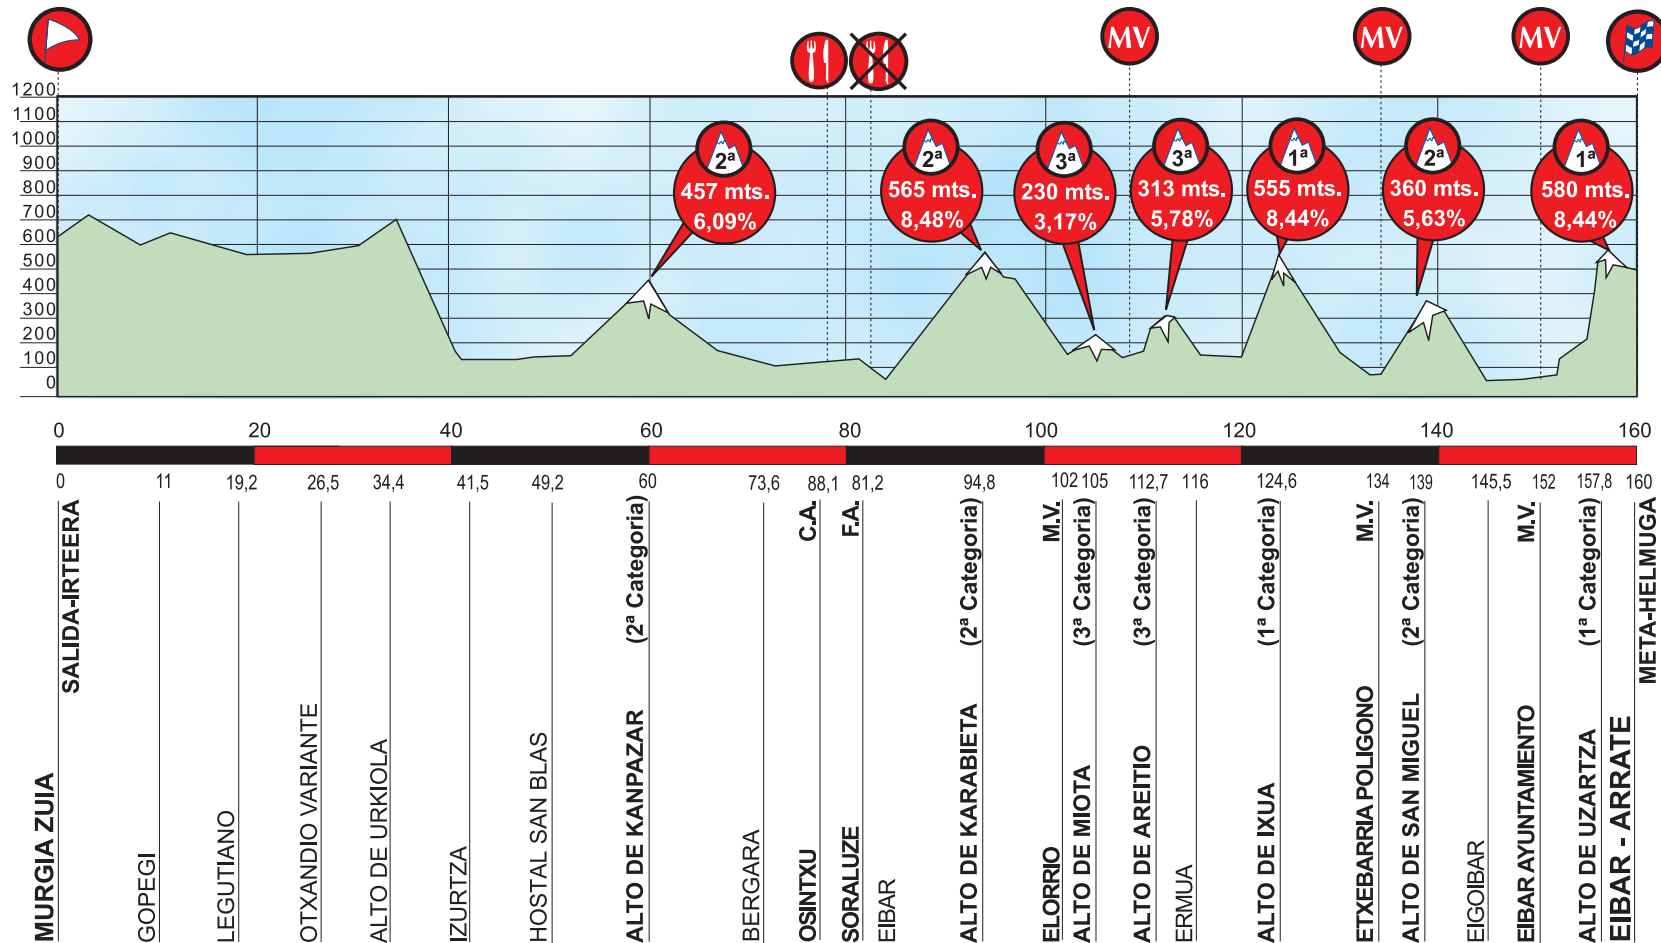 MV
MV
MV
1200
1100
1000
900
800
700
600
500
400
300
200
100
0
2ª
457 mts.
6,09%
2ª
565 mts.
8,48%
3ª
230 mts.
3,17%
3ª
313 mts.
5,78%
1ª
555 mts.
8,44%
2ª
360 mts.
5,63%
1ª
580 mts.
8,44%
0 20 40 60 80 100 120 140 160
0 11 19,2 26,5 34,4 41,5 49,2 60 73,6 88,1 81,2 94,8 102 105 112,7 116 124,6 134 139 145,5 152 157,8 160
MURGIA ZUIA SALIDA-IRTEERA
GOPEGI
LEGUTIANO
OTXANDIO VARIANTE
ALTO DE URKIOLA
IZURTZA
HOSTAL SAN BLAS
ALTO DE KANPAZAR (2ª Categoria)
BERGARA
OSINTXU C.A.
SORALUZE F.A.
EIBAR
ALTO DE KARABIETA (2ª Categoria)
ELORRIO M.V.
ALTO DE MIOTA (3ª Categoria)
ALTO DE AREITIO (3ª Categoria)
ERMUA
ALTO DE IXUA (1ª Categoria)
ETXEBARRIA POLIGONO M.V.
ALTO DE SAN MIGUEL (2ª Categoria)
EIGOIBAR
EIBAR AYUNTAMIENTO M.V.
ALTO DE UZARTZA (1ª Categoria)
EIBAR - ARRATE META-HELMUGA